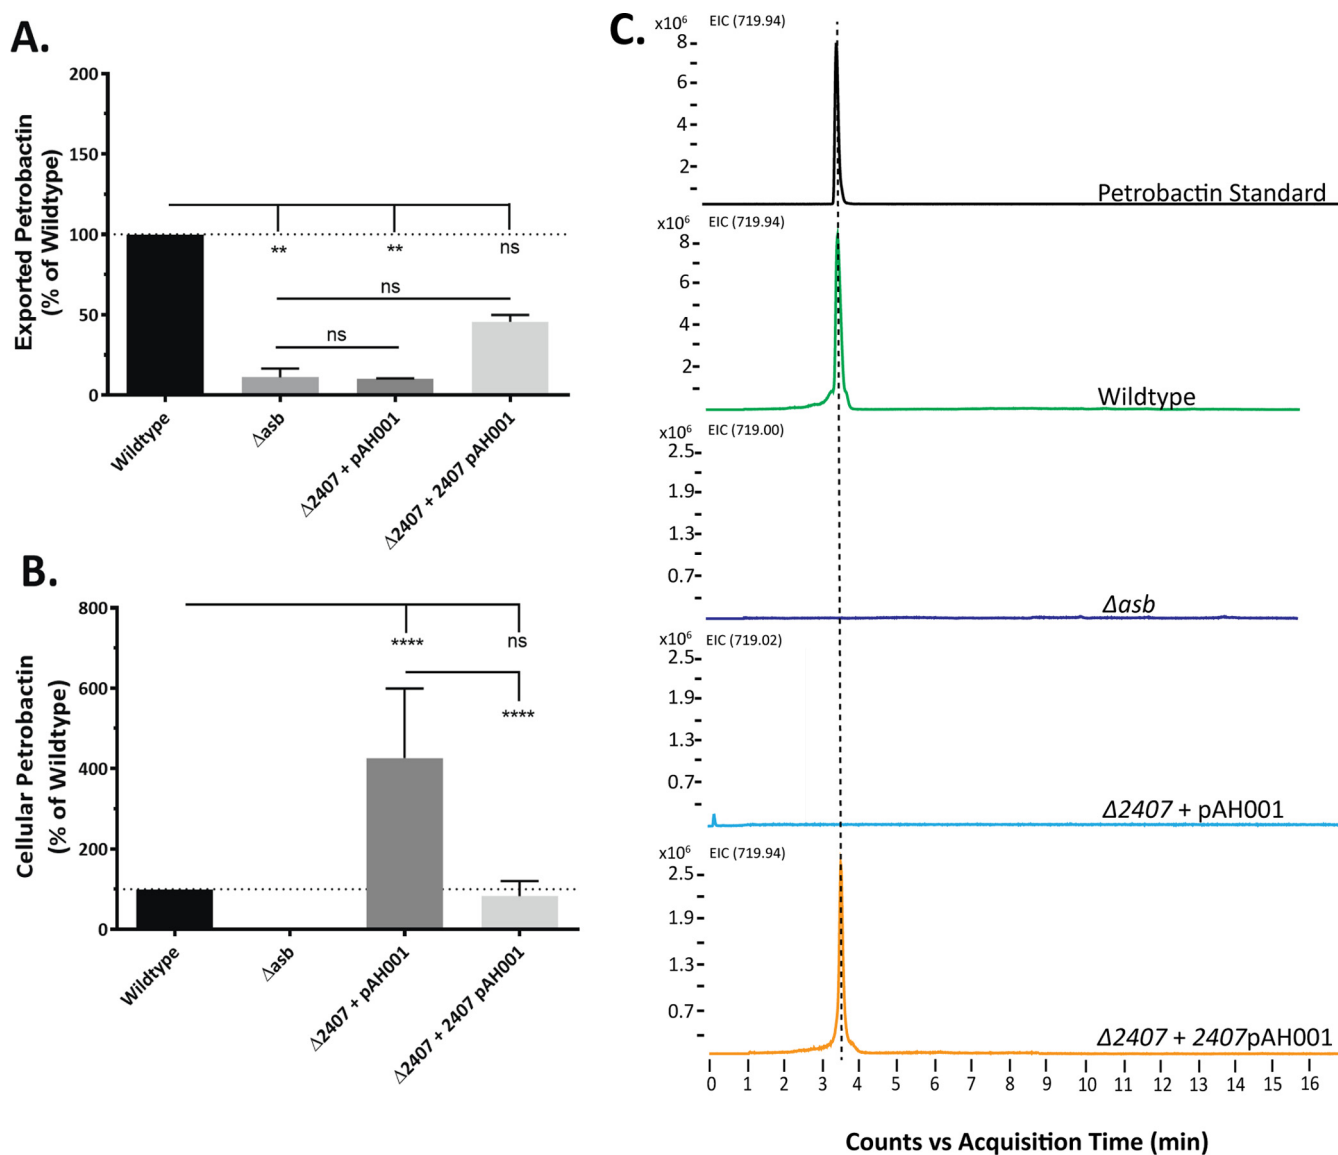 A.
Exported Petrobactin
(% of Wildtype)
200
150
100
50
0
**
**
ns
ns
ns
Wildtype
Δasb
Δ2407 + pAH001
Δ2407 + 2407 pAH001
B.
Cellular Petrobactin
(% of Wildtype)
800
600
400
200
0
****
ns
****
Wildtype
Δasb
Δ2407 + pAH001
Δ2407 + 2407 pAH001
C.
x10⁶ EIC (719.94)
8
6
4
2
Petrobactin Standard
x10⁶ EIC (719.94)
8
6
4
2
Wildtype
x10⁶ EIC (719.00)
2.5
1.9
1.3
0.7
Δasb
x10⁶ EIC (719.02)
2.5
1.9
1.3
0.7
Δ2407 + pAH001
x10⁶ EIC (719.94)
2.5
1.9
1.3
0.7
Δ2407 + 2407pAH001
0 1 2 3 4 5 6 7 8 9 10 11 12 13 14 15 16
Counts vs Acquisition Time (min)